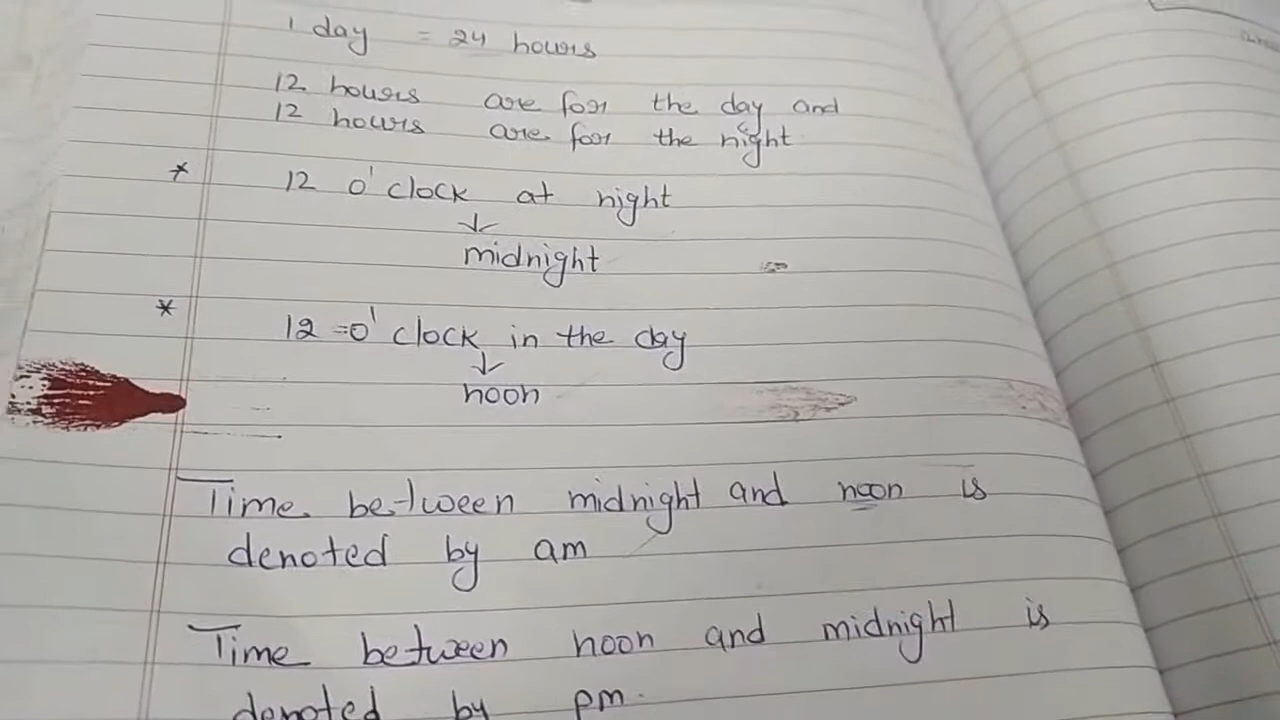 1 day = 24 hours
12 hours are for the day and
12 hours are for the night
* 12 o'clock at night
↓
midnight
* 12 =o'clock in the day
↓
noon
Time between midnight and noon is
denoted by am
Time between noon and midnight is
denoted by pm.